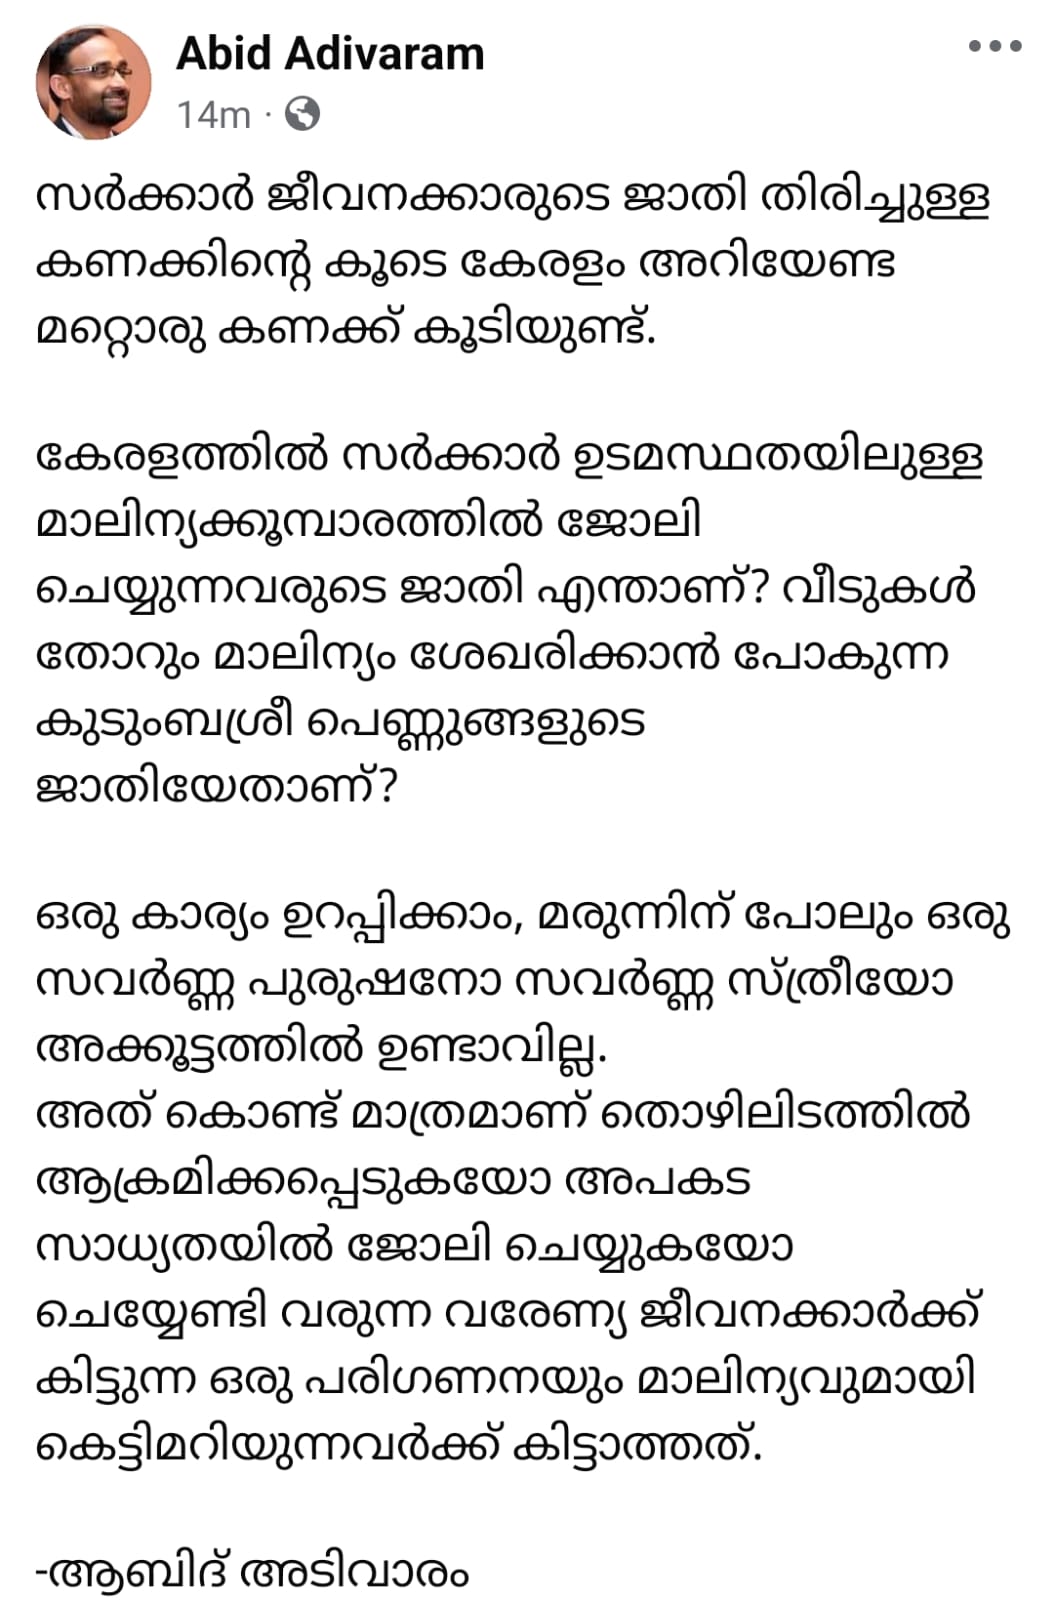 Abid Adivaram
14m ·
സർക്കാർ ജീവനക്കാരുടെ ജാതി തിരിച്ചുള്ള
കണക്കിന്റെ കൂടെ കേരളം അറിയേണ്ട
മറ്റൊരു കണക്ക് കൂടിയുണ്ട്.
കേരളത്തിൽ സർക്കാർ ഉടമസ്ഥതയിലുള്ള
മാലിന്യക്കൂമ്പാരത്തിൽ ജോലി
ചെയ്യുന്നവരുടെ ജാതി എന്താണ്? വീടുകൾ
തോറും മാലിന്യം ശേഖരിക്കാൻ പോകുന്ന
കുടുംബശ്രീ പെണ്ണുങ്ങളുടെ
ജാതിയേതാണ്?
ഒരു കാര്യം ഉറപ്പിക്കാം, മരുന്നിന് പോലും ഒരു
സവർണ്ണ പുരുഷനോ സവർണ്ണ സ്ത്രീയോ
അക്കൂട്ടത്തിൽ ഉണ്ടാവില്ല.
അത് കൊണ്ട് മാത്രമാണ് തൊഴിലിടത്തിൽ
ആക്രമിക്കപ്പെടുകയോ അപകട
സാധ്യതയിൽ ജോലി ചെയ്യുകയോ
ചെയ്യേണ്ടി വരുന്ന വരേണ്യ ജീവനക്കാർക്ക്
കിട്ടുന്ന ഒരു പരിഗണനയും മാലിന്യവുമായി
കെട്ടിമറിയുന്നവർക്ക് കിട്ടാത്തത്.
-ആബിദ് അടിവാരം